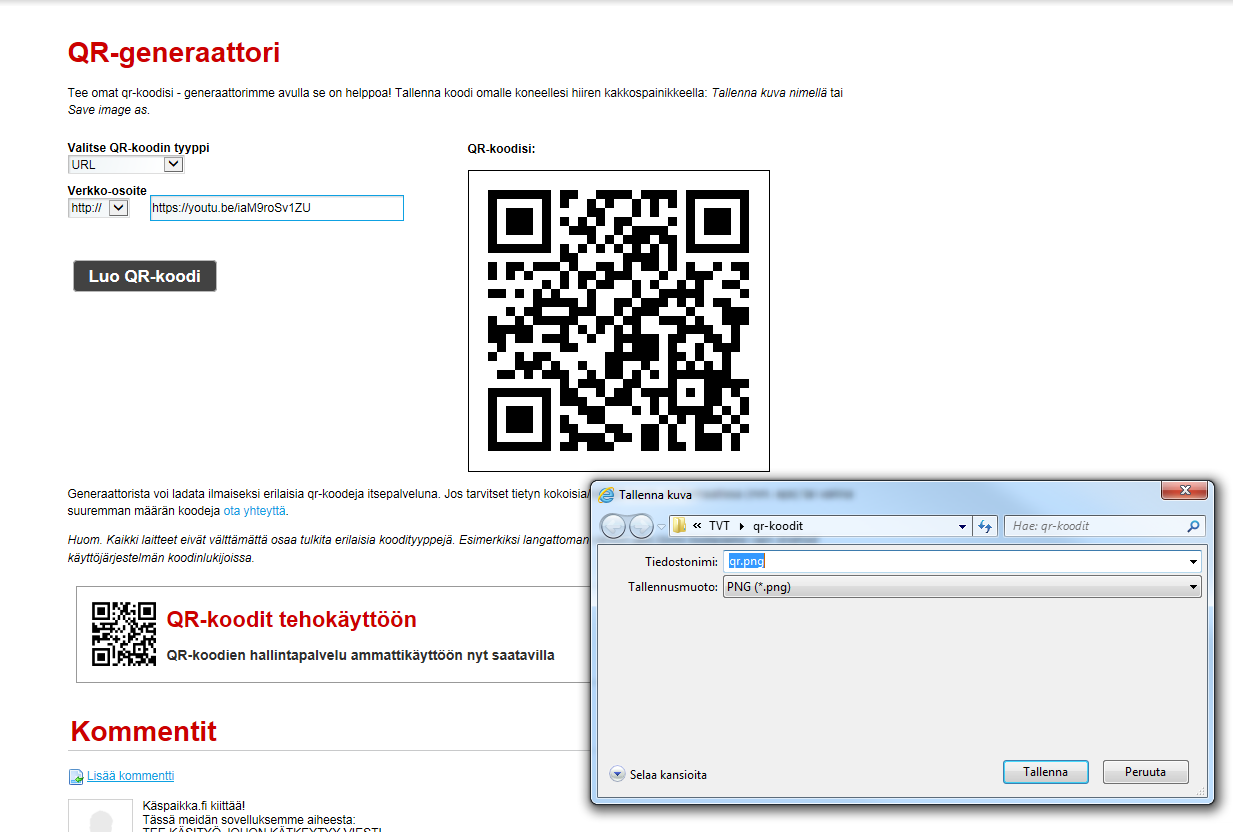 QR-generaattori
Tee omat qr-koodisi - generaattorimme avulla se on helppoa! Tallenna koodi omalle koneellesi hiiren kakkospainikkeella: Tallenna kuva nimellä tai
Save image as.
Valitse QR-koodin tyyppi
URL
Verkko-osoite
http://
https://youtu.be/iaM9roSv1ZU
Luo QR-koodi
QR-koodisi:
Generaattorista voi ladata ilmaiseksi erilaisia qr-koodeja itsepalveluna. Jos tarvitset tietyn kokoisia/
suuremman määrän koodeja ota yhteyttä.
Huom. Kaikki laitteet eivät välttämättä osaa tulkita erilaisia koodityyppejä. Esimerkiksi langattoman
käyttöjärjestelmän koodinlukijoissa.
QR-koodit tehokäyttöön
QR-koodien hallintapalvelu ammattikäyttöön nyt saatavilla
Kommentit
Lisää kommentti
Käspaikka.fi kiittää!
Tässä meidän sovelluksemme aiheesta:
TEE KÄSITYÖ JOHON KÄTKEYTYY VIESTI
Tallenna kuva
« TVT qr-koodit
Hae: qr-koodit
Tiedostonimi: qr.png
Tallennusmuoto: PNG (*.png)
Selaa kansioita
Tallenna
Peruuta